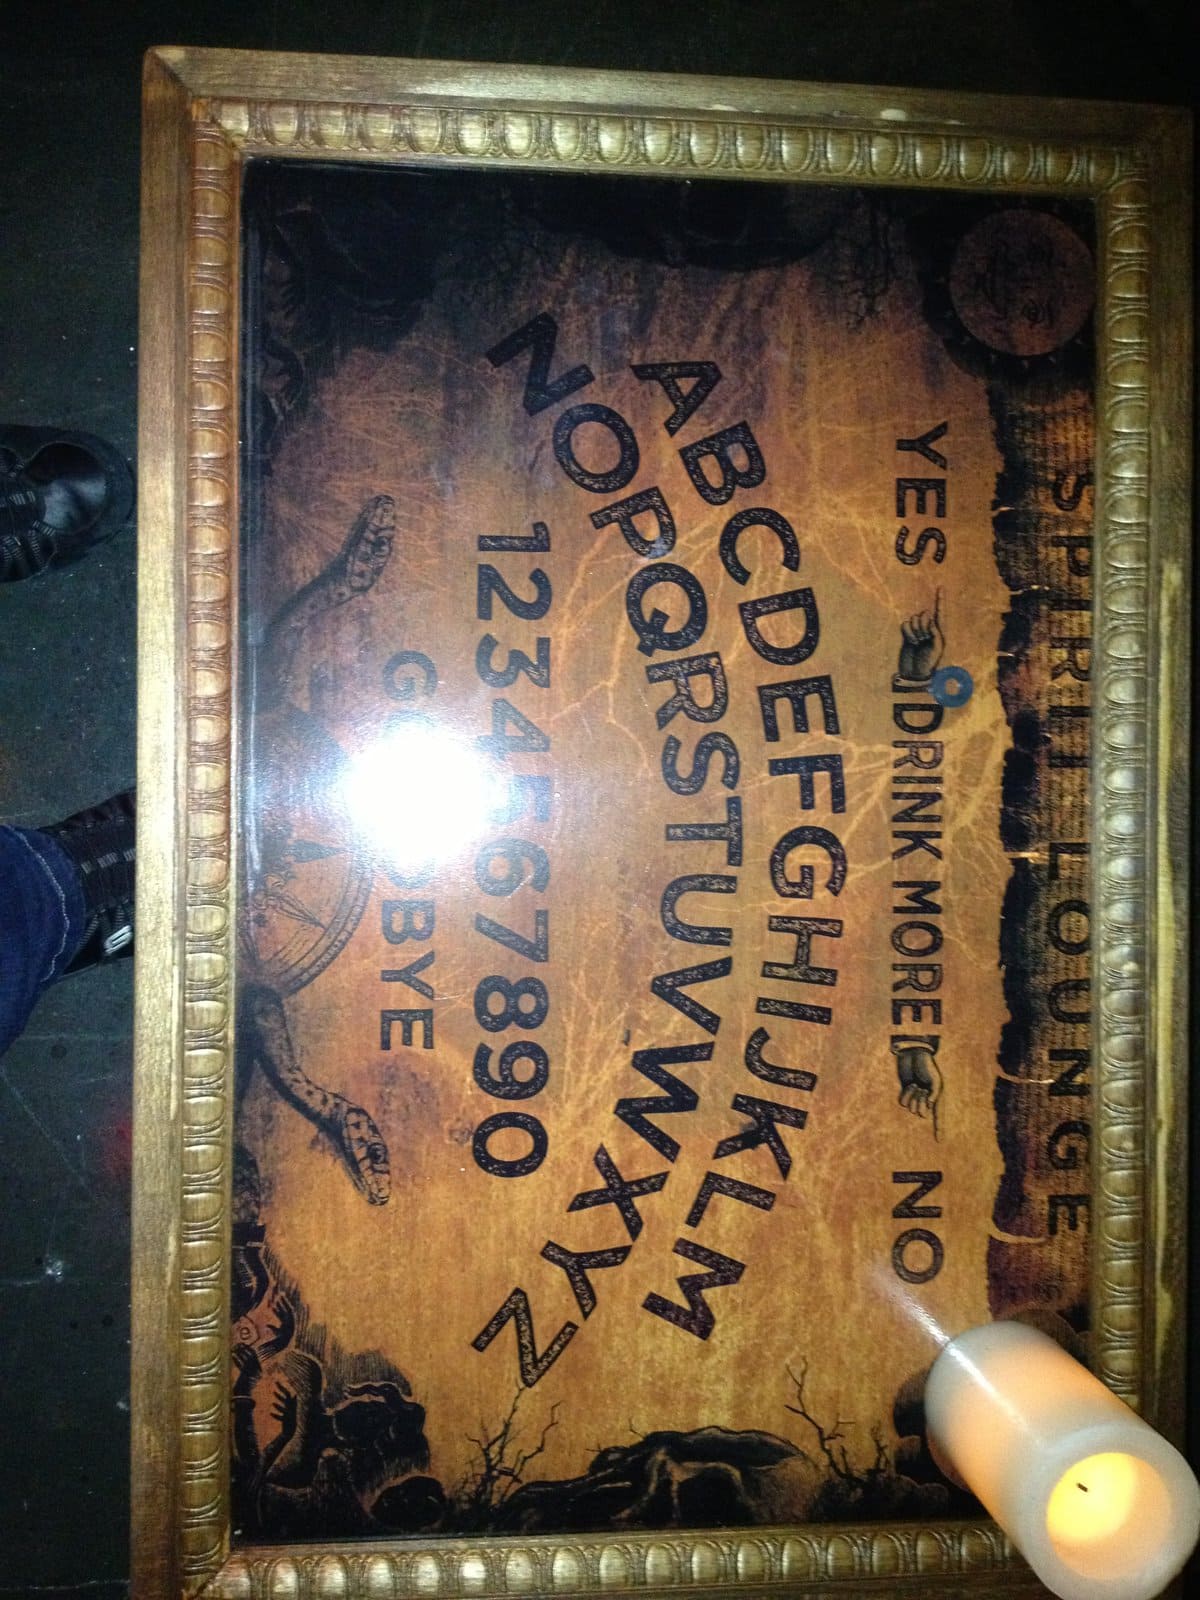 SPIRIT LOUNGE
YES DRINK MORE NO
ABCDEFGHIJKLM
NOPQRSTUVWXYZ
1234567890
GOODBYE